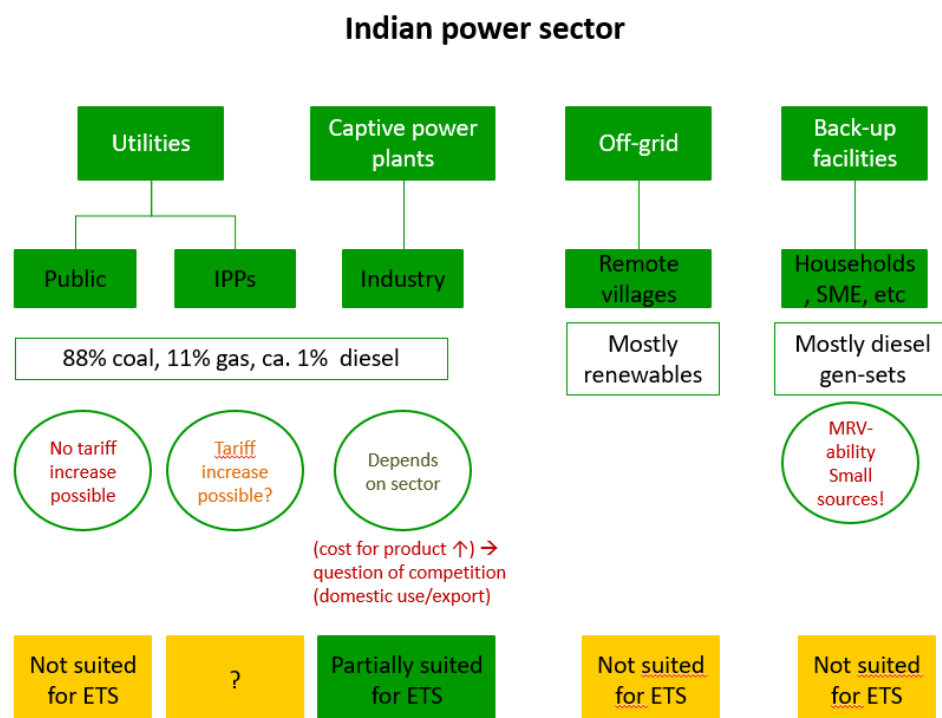 Indian power sector
Utilities
Captive power
plants
Off-grid
Back-up
facilities
Public
IPPs
Industry
Remote
villages
Households
, SME, etc
88% coal, 11% gas, ca. 1% diesel
Mostly
renewables
Mostly diesel
gen-sets
No tariff
increase
possible
Tariff
increase
possible?
Depends
on sector
MRV-
ability
Small
sources!
(cost for product ↑) →
question of competition
(domestic use/export)
Not suited
for ETS
?
Partially suited
for ETS
Not suited
for ETS
Not suited
for ETS